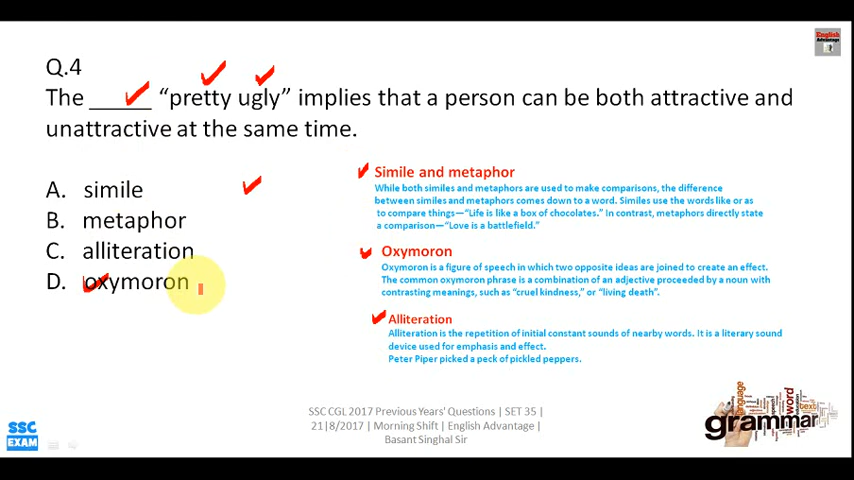 English
Advantage
Q.4
The _____ “pretty ugly” implies that a person can be both attractive and
unattractive at the same time.
A. simile
B. metaphor
C. alliteration
D. oxymoron
Simile and metaphor
While both similes and metaphors are used to make comparisons, the difference
between similes and metaphors comes down to a word. Similes use the words like or as
to compare things—“Life is like a box of chocolates.” In contrast, metaphors directly state
a comparison—“Love is a battlefield.”
Oxymoron
Oxymoron is a figure of speech in which two opposite ideas are joined to create an effect.
The common oxymoron phrase is a combination of an adjective proceeded by a noun with
contrasting meanings, such as “cruel kindness,” or “living death”.
Alliteration
Alliteration is the repetition of initial constant sounds of nearby words. It is a literary sound
device used for emphasis and effect.
Peter Piper picked a peck of pickled peppers.
SSC CGL 2017 Previous Years' Questions | SET 35 |
21|8/2017 | Morning Shift | English Advantage |
Basant Singhal Sir
SSC
EXAM
grammar
language
word
text